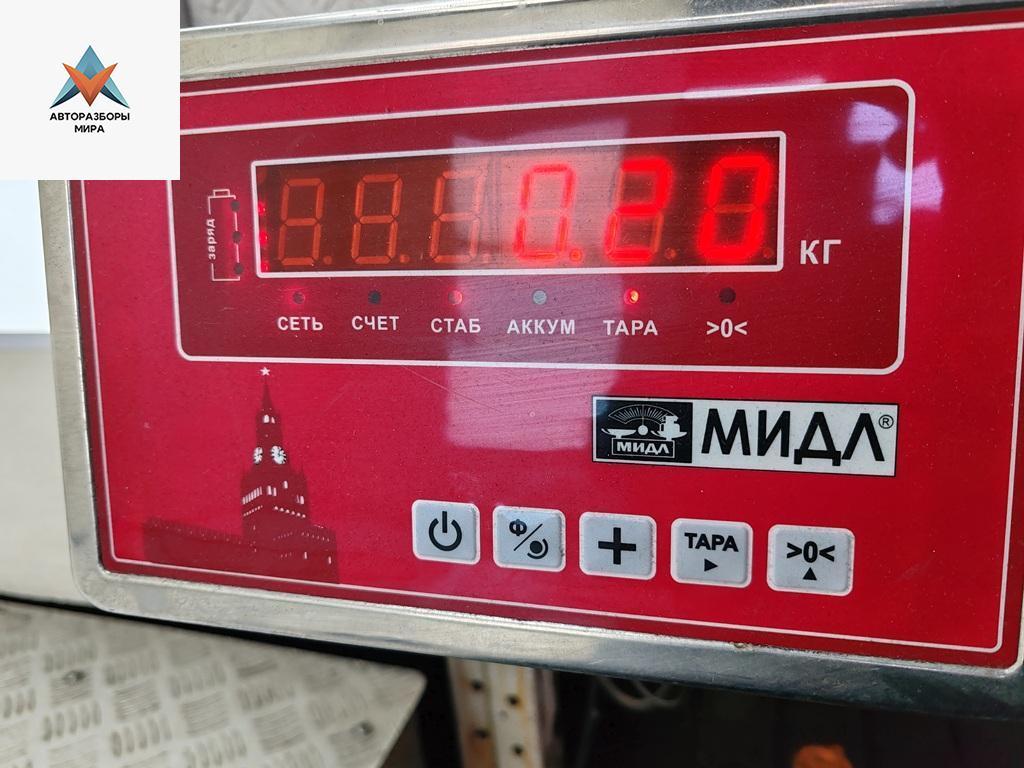 АВТОРАЗБОРЫ
МИРА
заряд
0.20
КГ
СЕТЬ СЧЕТ СТАБ АККУМ ТАРА >0<
МИДЛ
МИДЛ®
Ф/
+
ТАРА
>0<